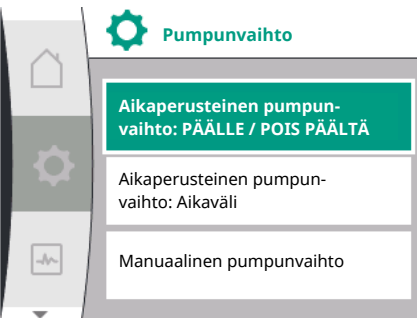 Pumpunvaihto
Aikaperusteinen pumpun-
vaihto: PÄÄLLE / POIS PÄÄLTÄ
Aikaperusteinen pumpun-
vaihto: Aikaväli
Manuaalinen pumpunvaihto